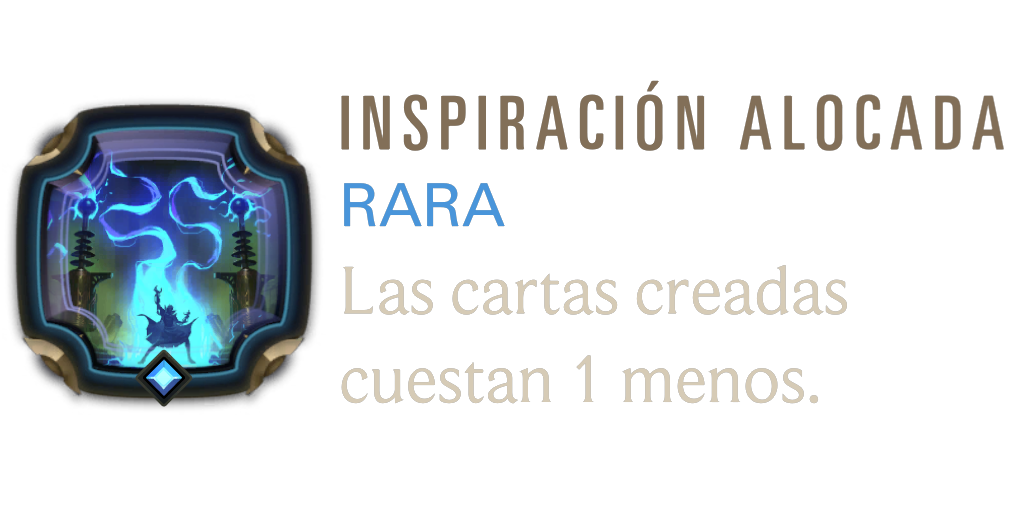 INSPIRACIÓN ALOCADA
RARA
Las cartas creadas
cuestan 1 menos.